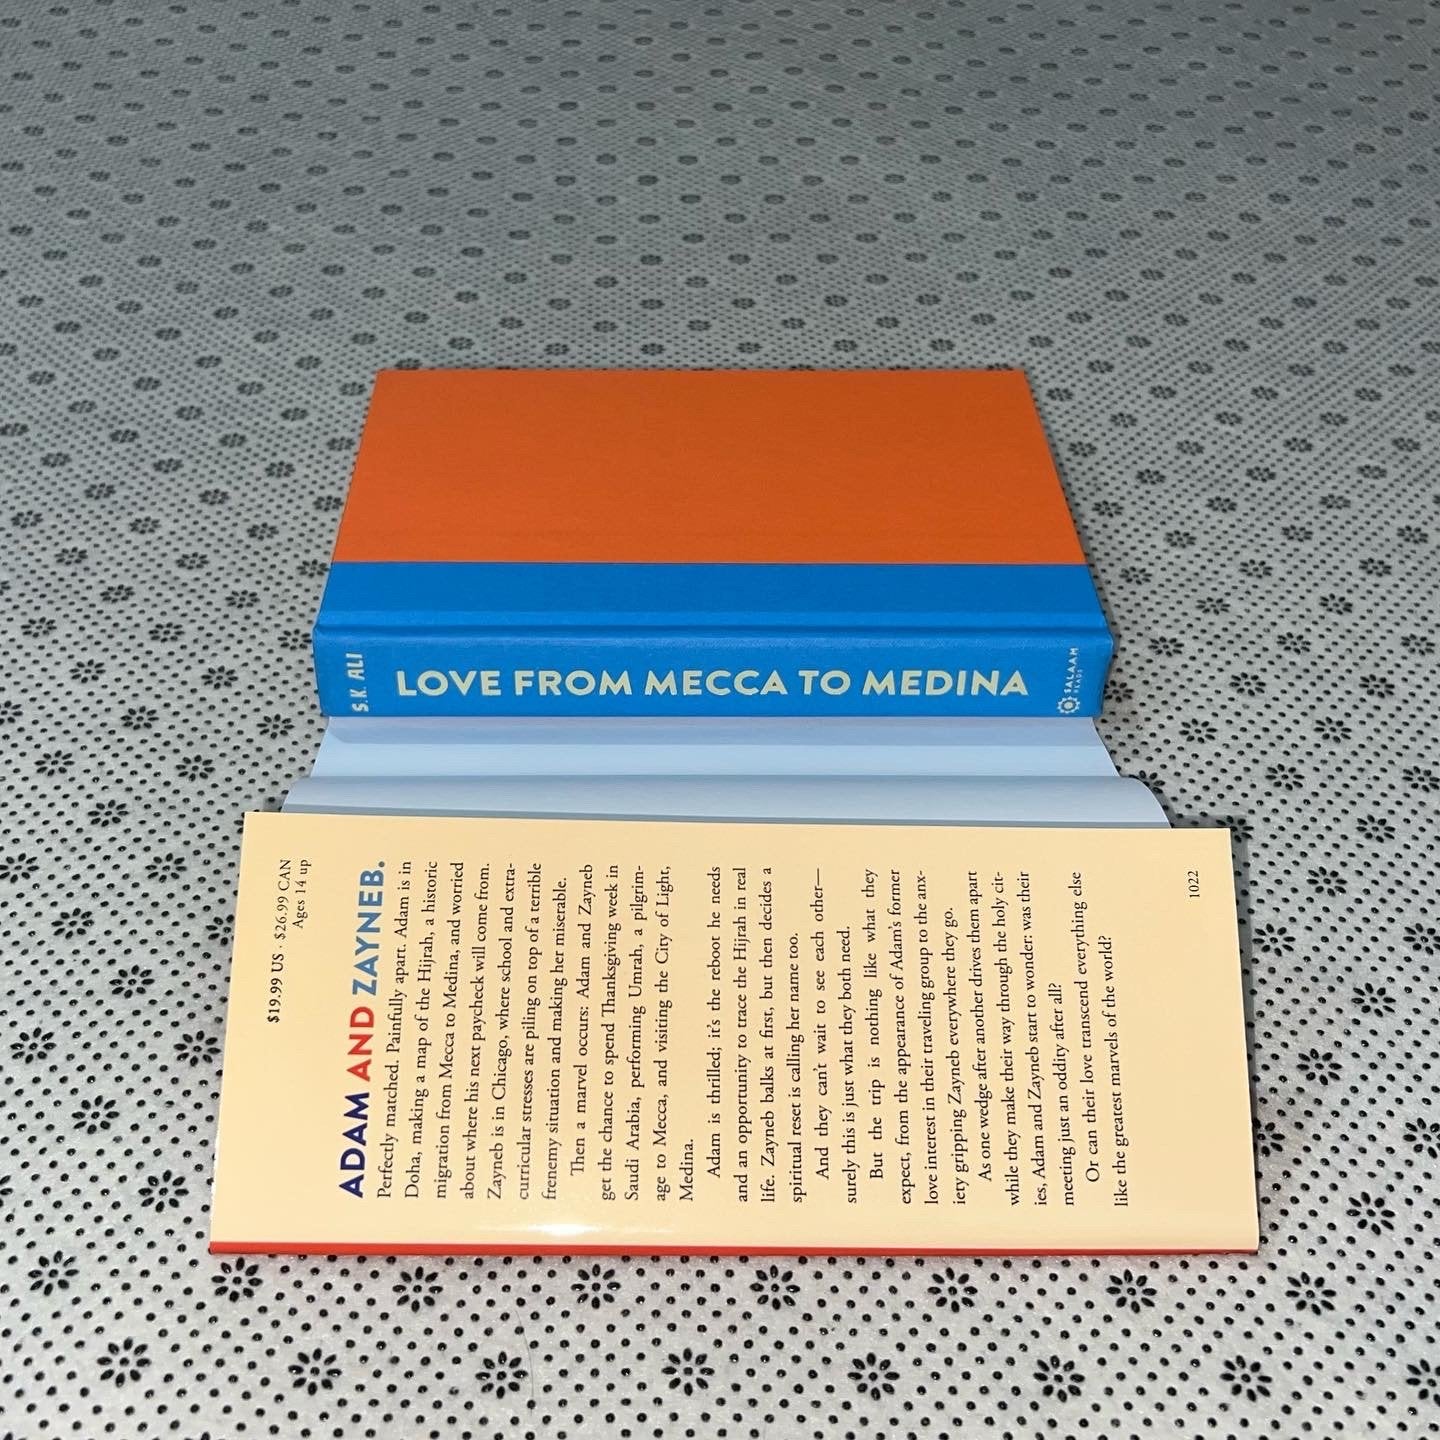 S. K. ALI
LOVE FROM MECCA TO MEDINA
SALAAM
READS
$19.99 US · $26.99 CAN
Ages 14 up
ADAM AND ZAYNEB.
Perfectly matched. Painfully apart. Adam is in
Doha, making a map of the Hijrah, a historic
migration from Mecca to Medina, and worried
about where his next paycheck will come from.
Zayneb is in Chicago, where school and extra-
curricular stresses are piling on top of a terrible
frenemy situation and making her miserable.
Then a marvel occurs: Adam and Zayneb
get the chance to spend Thanksgiving week in
Saudi Arabia, performing Umrah, a pilgrim-
age to Mecca, and visiting the City of Light,
Medina.
Adam is thrilled; it's the reboot he needs
and an opportunity to trace the Hijrah in real
life. Zayneb balks at first, but then decides a
spiritual reset is calling her name too.
And they can't wait to see each other—
surely this is just what they both need.
But the trip is nothing like what they
expect, from the appearance of Adam's former
love interest in their traveling group to the anx-
iety gripping Zayneb everywhere they go.
As one wedge after another drives them apart
while they make their way through the holy cit-
ies, Adam and Zayneb start to wonder: was their
meeting just an oddity after all?
Or can their love transcend everything else
like the greatest marvels of the world?
1022